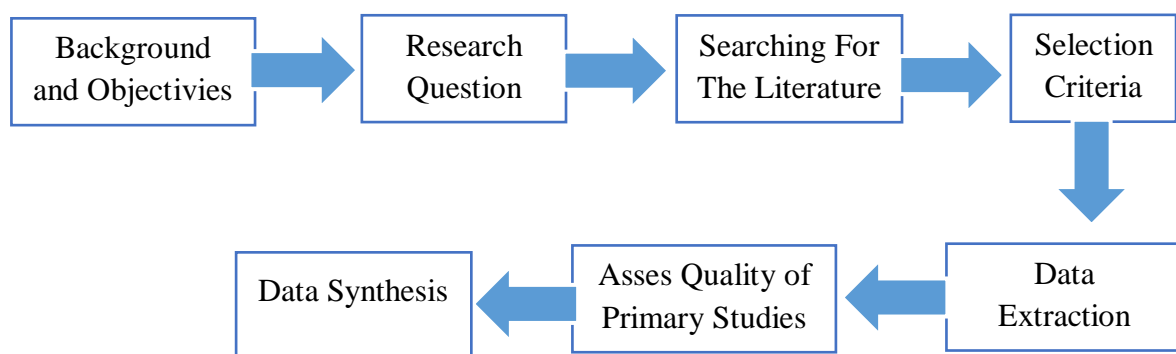 Background
and Objectivies
Research
Question
Searching For
The Literature
Selection
Criteria
Data
Extraction
Asses Quality of
Primary Studies
Data Synthesis